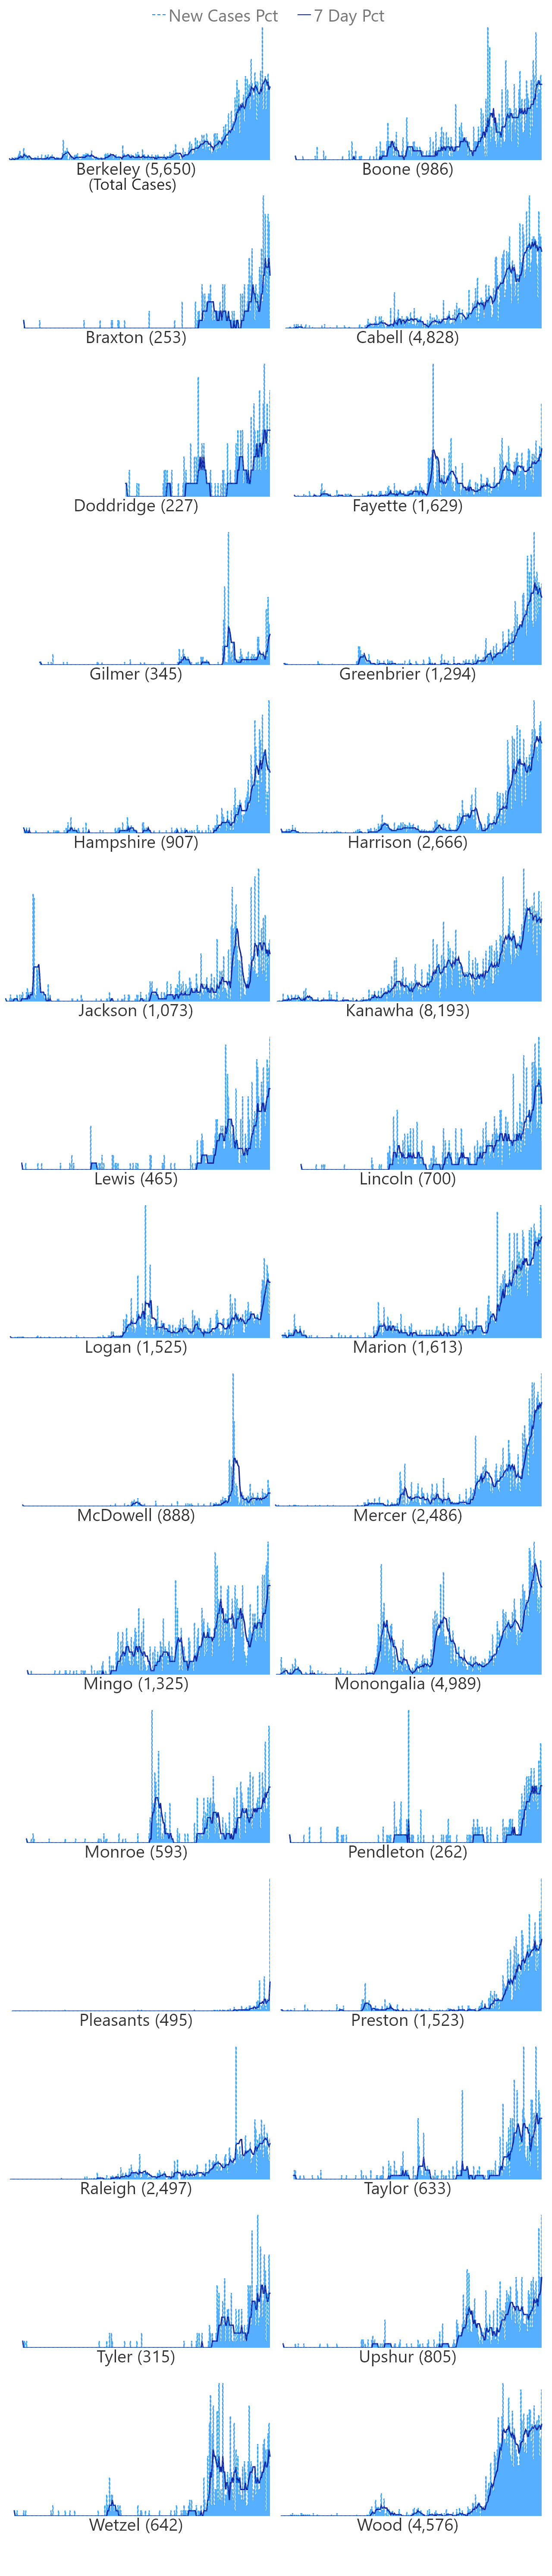 New Cases Pct 7 Day Pct
Berkeley (5,650) Boone (986)
(Total Cases)
Braxton (253) Cabell (4,828)
Doddridge (227) Fayette (1,629)
Gilmer (345) Greenbrier (1,294)
Hampshire (907) Harrison (2,666)
Jackson (1,073) Kanawha (8,193)
Lewis (465) Lincoln (700)
Logan (1,525) Marion (1,613)
McDowell (888) Mercer (2,486)
Mingo (1,325) Monongalia (4,989)
Monroe (593) Pendleton (262)
Pleasants (495) Preston (1,523)
Raleigh (2,497) Taylor (633)
Tyler (315) Upshur (805)
Wetzel (642) Wood (4,576)